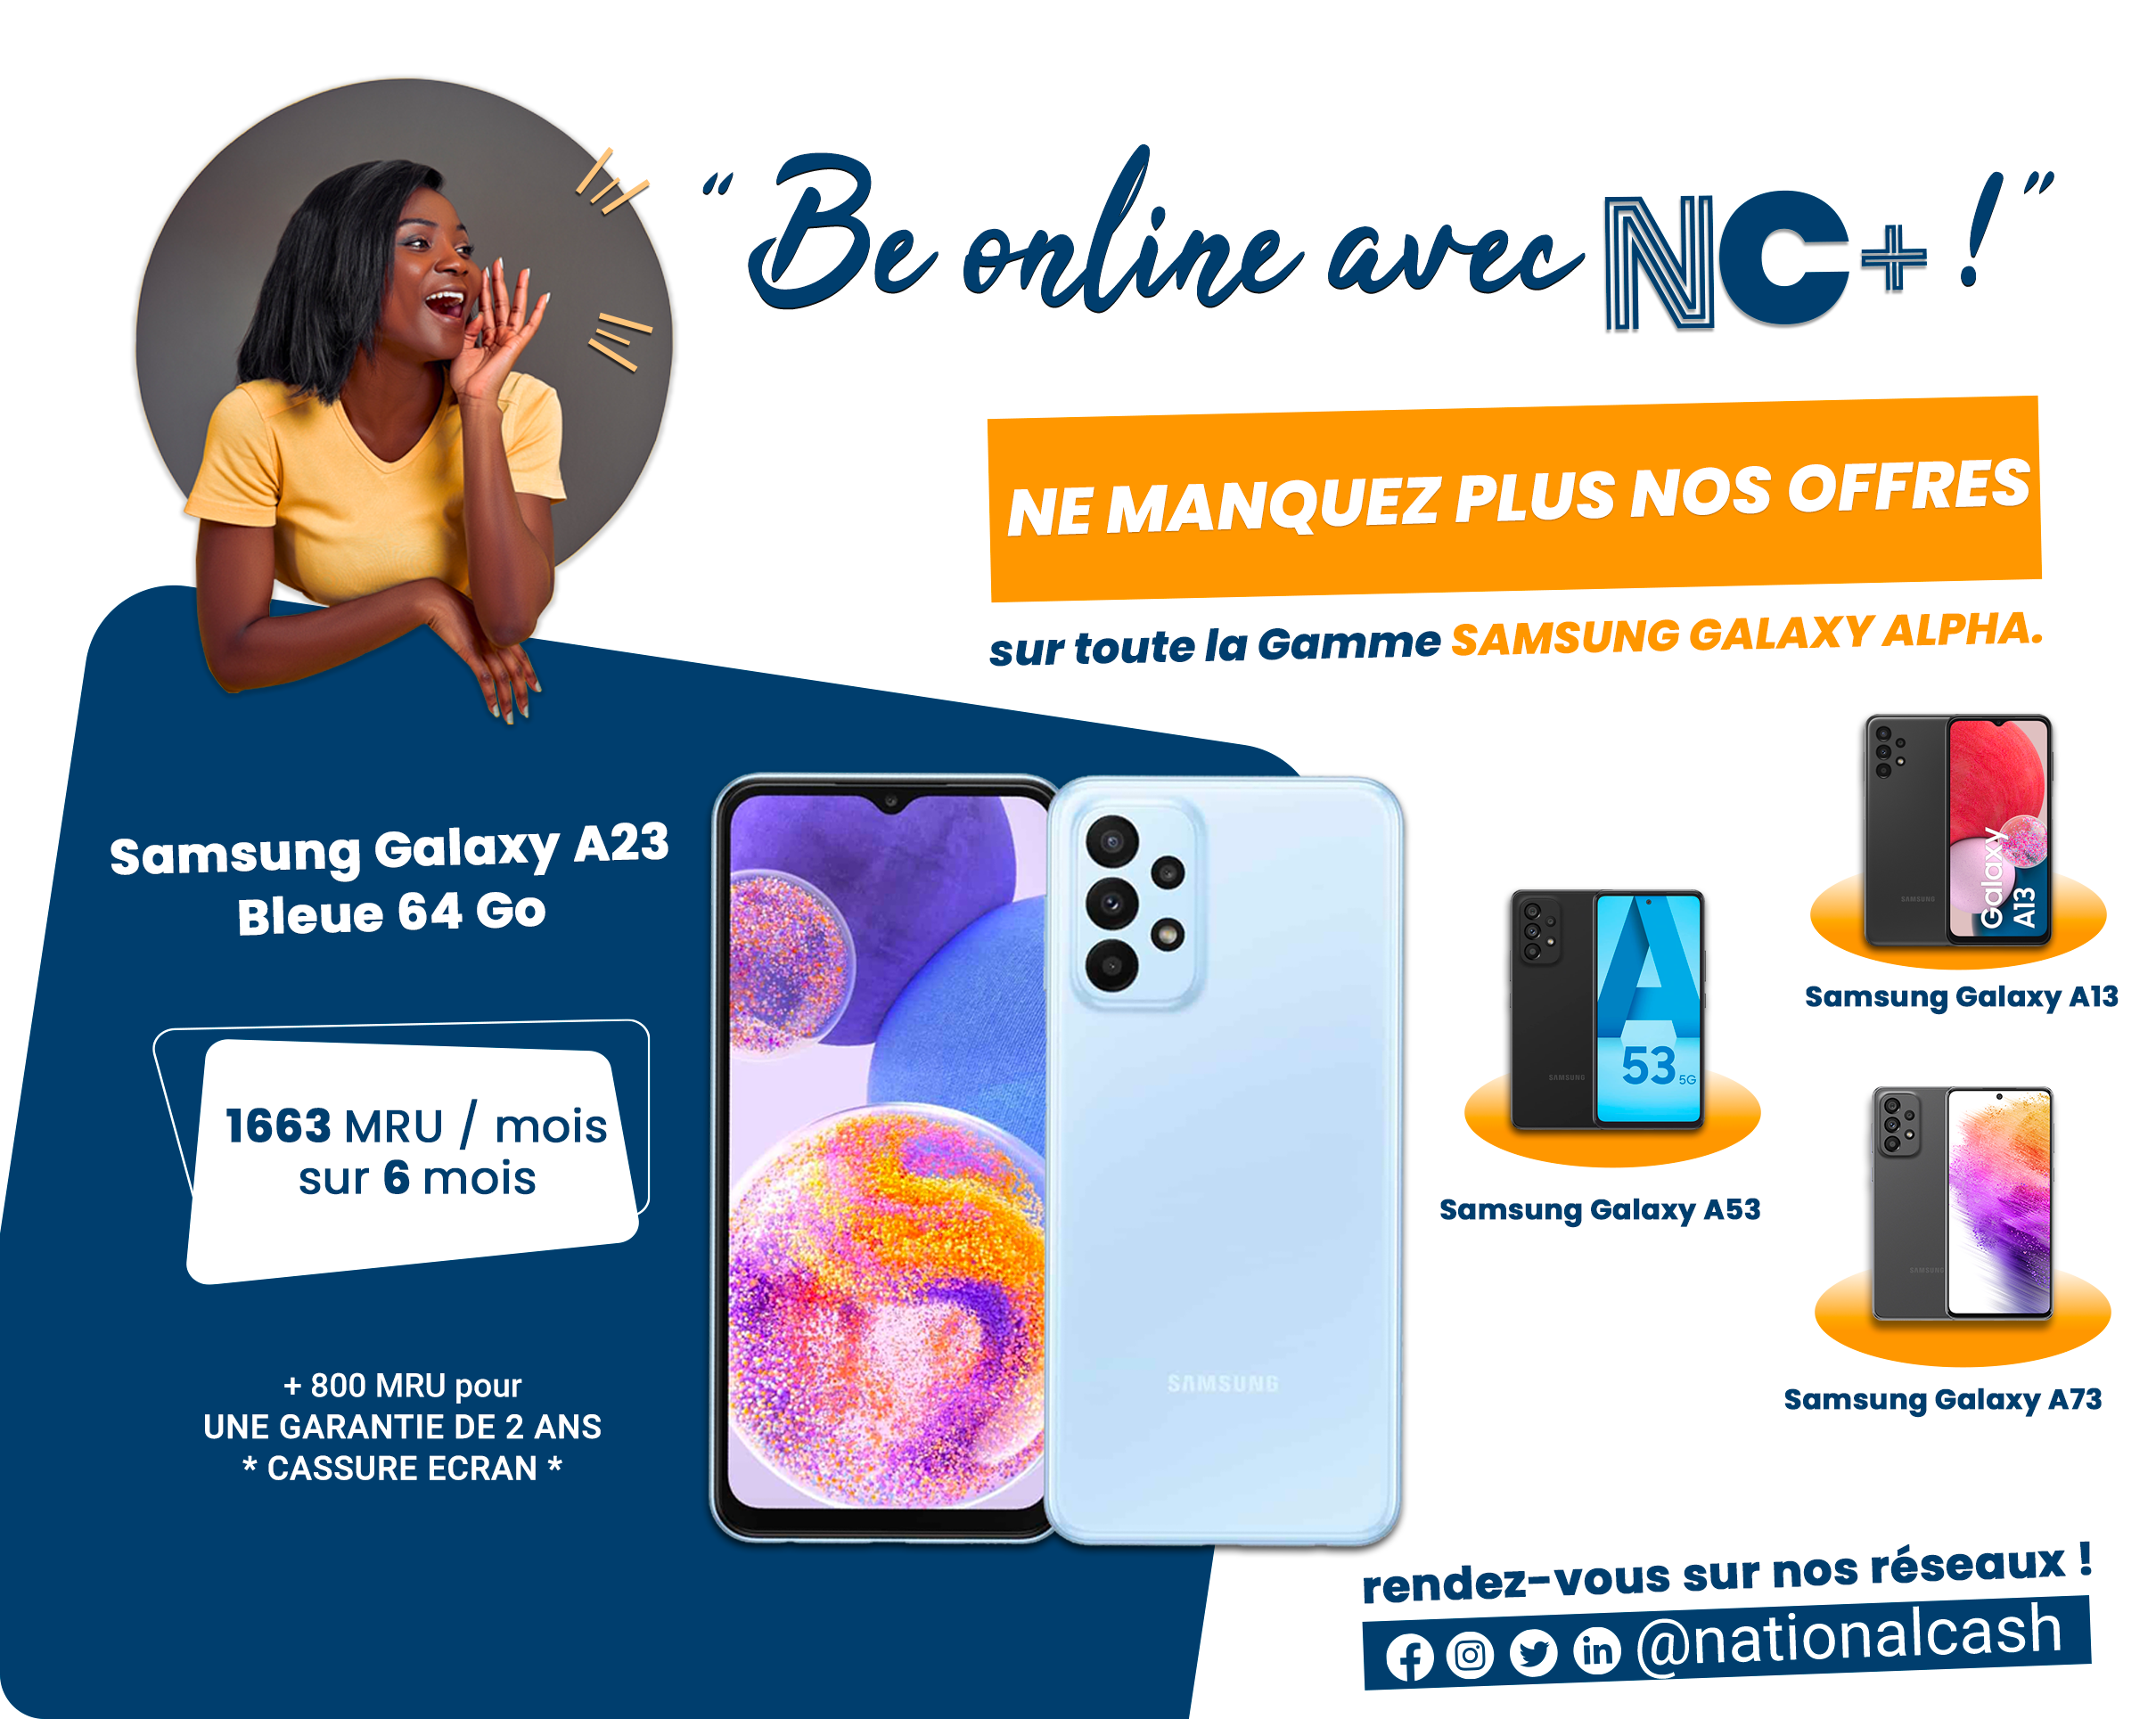 “ Be online avec NC+ ! ”
NE MANQUEZ PLUS NOS OFFRES
sur toute la Gamme SAMSUNG GALAXY ALPHA.
Samsung Galaxy A23
Bleue 64 Go
1663 MRU / mois
sur 6 mois
+ 800 MRU pour
UNE GARANTIE DE 2 ANS
* CASSURE ECRAN *
SAMSUNG
SAMSUNG
Galaxy
A13
Samsung Galaxy A13
A
53 5G
SAMSUNG
Samsung Galaxy A53
SAMSUNG
Samsung Galaxy A73
rendez-vous sur nos réseaux !
@nationalcash